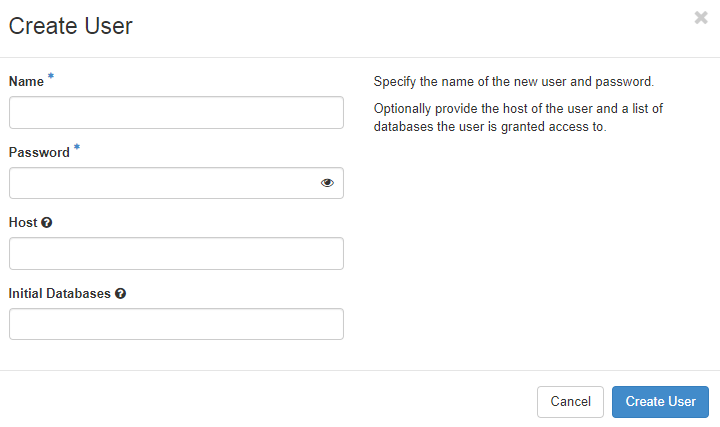 Create User
Name *
Specify the name of the new user and password.
Optionally provide the host of the user and a list of
databases the user is granted access to.
Password *
Host
Initial Databases
Cancel
Create User